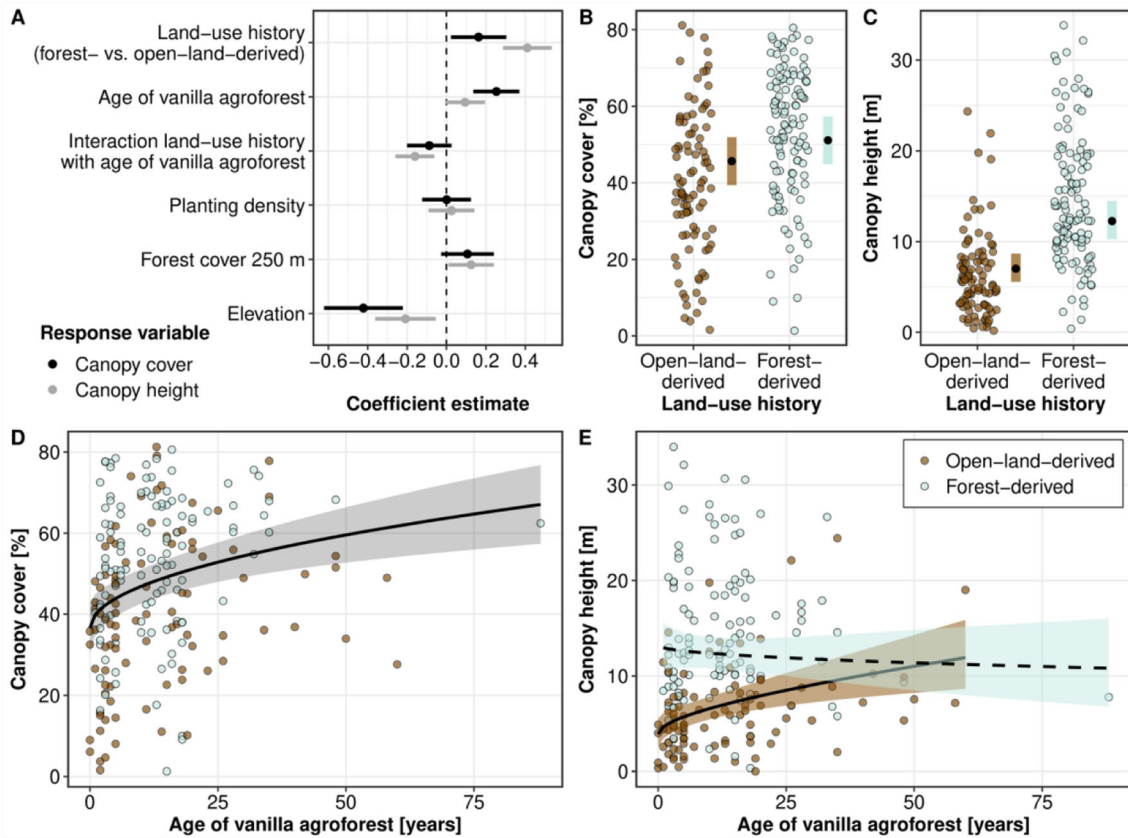 A
Land−use history
(forest− vs. open−land−derived)
Age of vanilla agroforest
Interaction land−use history
with age of vanilla agroforest
Planting density
Forest cover 250 m
Elevation
Response variable
Canopy cover
Canopy height
−0.6 −0.4 −0.2 0.0 0.2 0.4
Coefficient estimate
B
Canopy cover [%]
80
60
40
20
0
Open−land−
derived
Forest−
derived
Land−use history
C
Canopy height [m]
30
20
10
0
Open−land−
derived
Forest−
derived
Land−use history
D
Canopy cover [%]
80
60
40
20
0
0 25 50 75
Age of vanilla agroforest [years]
E
Canopy height [m]
30
20
10
0
Open−land−derived
Forest−derived
0 25 50 75
Age of vanilla agroforest [years]